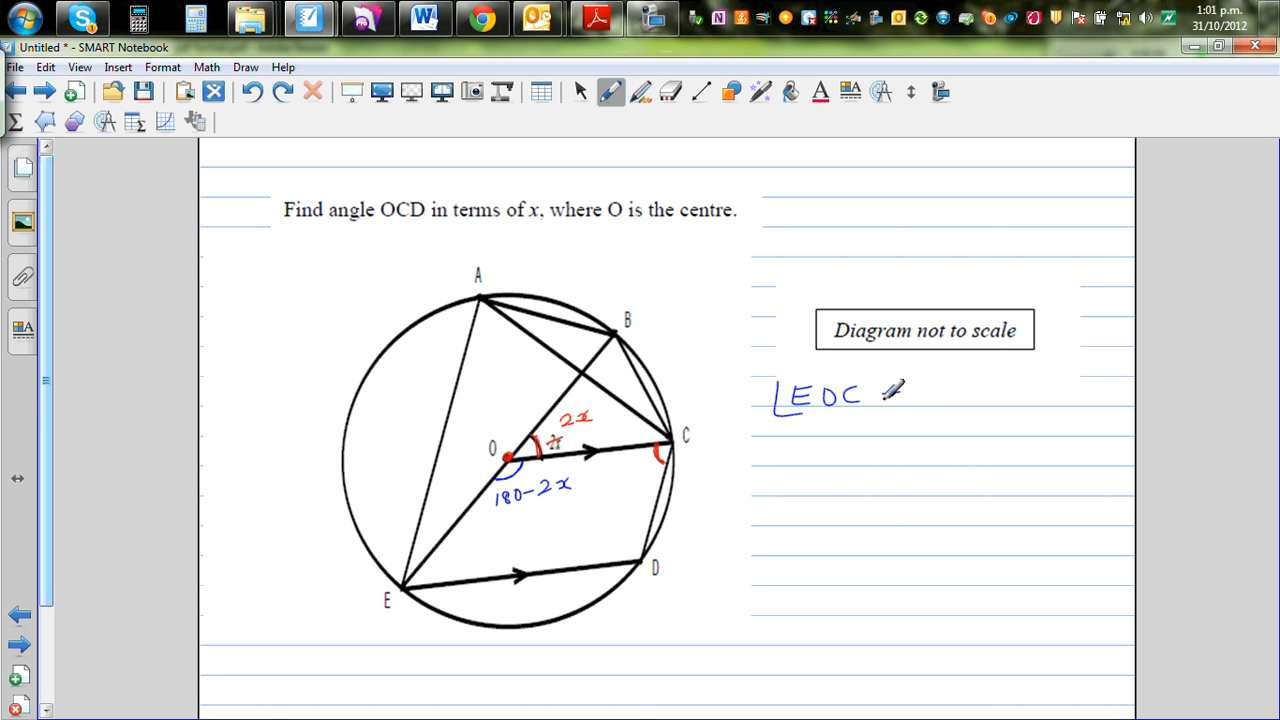 1:01 p.m.
31/10/2012
Untitled * - SMART Notebook
File Edit View Insert Format Math Draw Help
Find angle OCD in terms of x, where O is the centre.
A
B
Diagram not to scale
∠EOC =
2x
O
C
180-2x
D
E